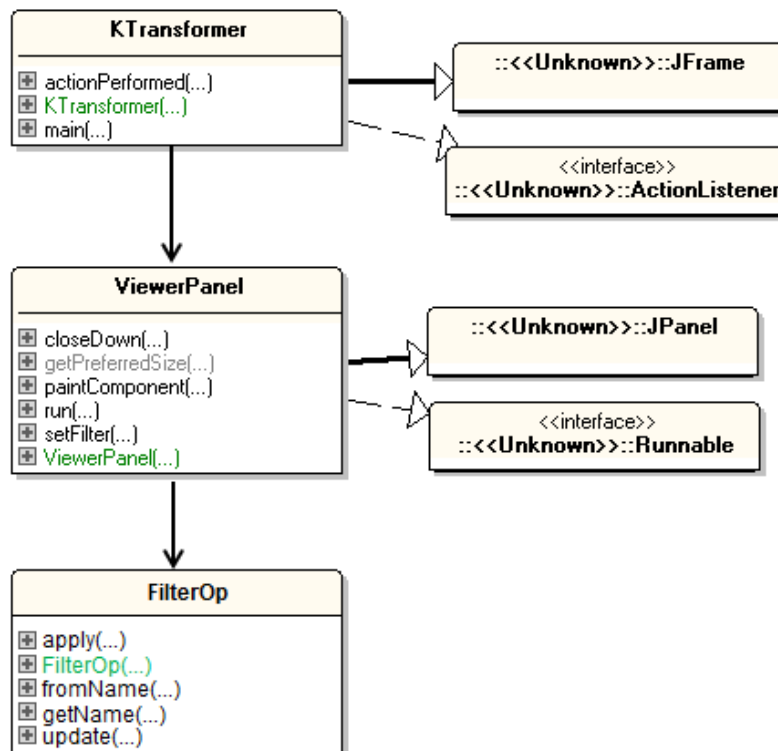 KTransformer
actionPerformed(...)
KTransformer(...)
main(...)
::<<Unknown>>::JFrame
<<interface>>
::<<Unknown>>::ActionListener
ViewerPanel
closeDown(...)
getPreferredSize(...)
paintComponent(...)
run(...)
setFilter(...)
ViewerPanel(...)
::<<Unknown>>::JPanel
<<interface>>
::<<Unknown>>::Runnable
FilterOp
apply(...)
FilterOp(...)
fromName(...)
getName(...)
update(...)